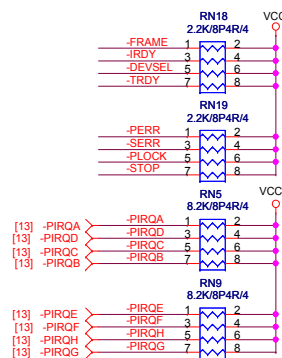 RN18 VCC
2.2K/8P4R/4
-FRAME 1 2
-IRDY 3 4
-DEVSEL 5 6
-TRDY 7 8
RN19
2.2K/8P4R/4
-PERR 1 2
-SERR 3 4
-PLOCK 5 6
-STOP 7 8
RN5 VCC
8.2K/8P4R/4
[13] -PIRQA -PIRQA 1 2
[13] -PIRQD -PIRQD 3 4
[13] -PIRQC -PIRQC 5 6
[13] -PIRQB -PIRQB 7 8
RN9
8.2K/8P4R/4
[13] -PIRQE -PIRQE 1 2
[13] -PIRQF -PIRQF 3 4
[13] -PIRQH -PIRQH 5 6
[13] -PIRQG -PIRQG 7 8